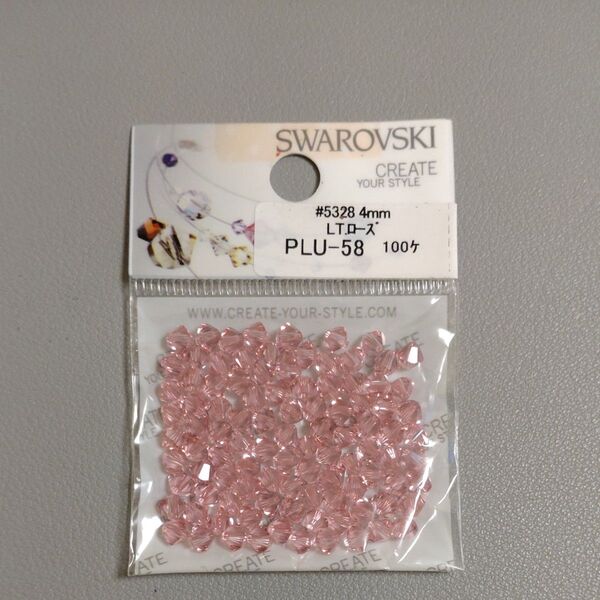 SWAROVSKI
CREATE
YOUR STYLE
#5328 4mm
LT.ローズ
PLU-58 100ケ
WWW.CREATE-YOUR-STYLE.COM
CREATE